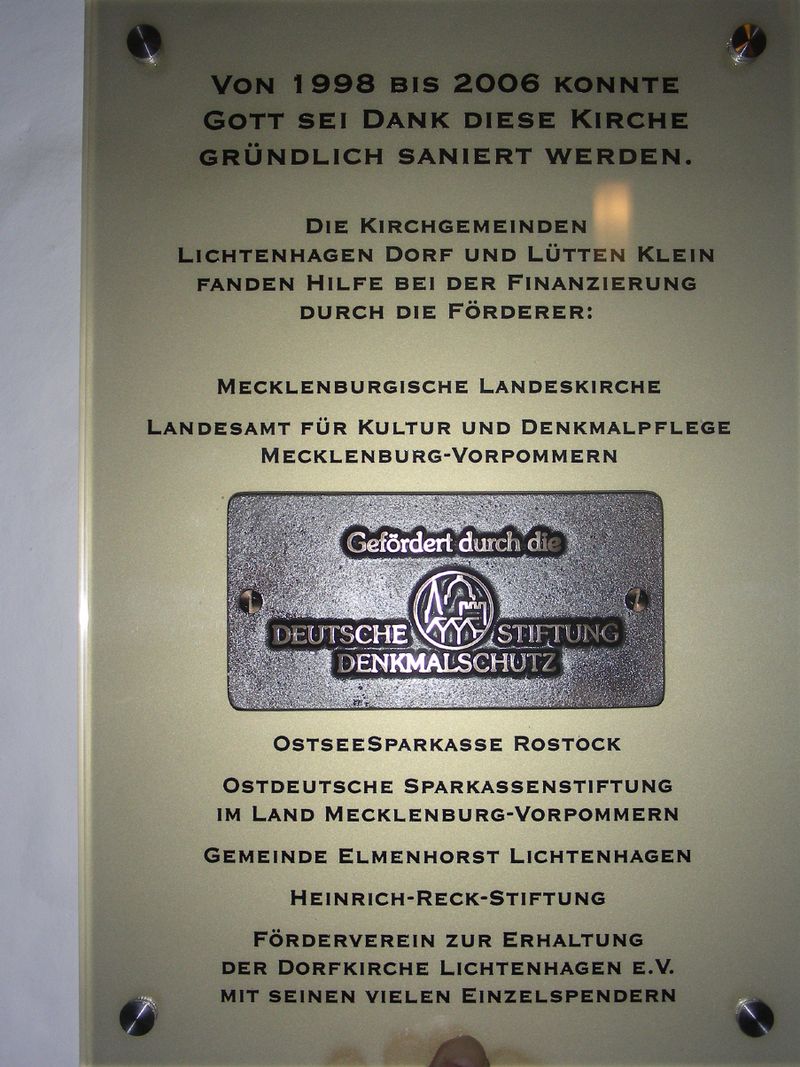 Von 1998 bis 2006 konnte
Gott sei Dank diese Kirche
gründlich saniert werden.
Die Kirchgemeinden
Lichtenhagen Dorf und Lütten Klein
fanden Hilfe bei der Finanzierung
durch die Förderer:
Mecklenburgische Landeskirche
Landesamt für Kultur und Denkmalpflege
Mecklenburg-Vorpommern
Gefördert durch die
DEUTSCHE STIFTUNG
DENKMALSCHUTZ
OstseeSparkasse Rostock
Ostdeutsche Sparkassenstiftung
im Land Mecklenburg-Vorpommern
Gemeinde Elmenhorst Lichtenhagen
Heinrich-Reck-Stiftung
Förderverein zur Erhaltung
der Dorfkirche Lichtenhagen e.V.
mit seinen vielen Einzelspendern